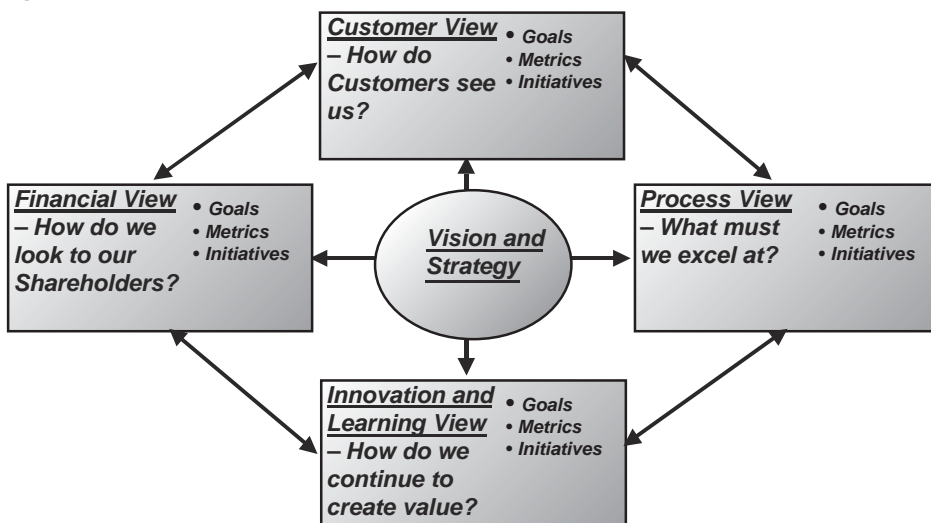 Customer View
– How do
Customers see
us?
• Goals
• Metrics
• Initiatives
Financial View
– How do we
look to our
Shareholders?
• Goals
• Metrics
• Initiatives
Vision and
Strategy
Process View
– What must
we excel at?
• Goals
• Metrics
• Initiatives
Innovation and
Learning View
– How do we
continue to
create value?
• Goals
• Metrics
• Initiatives